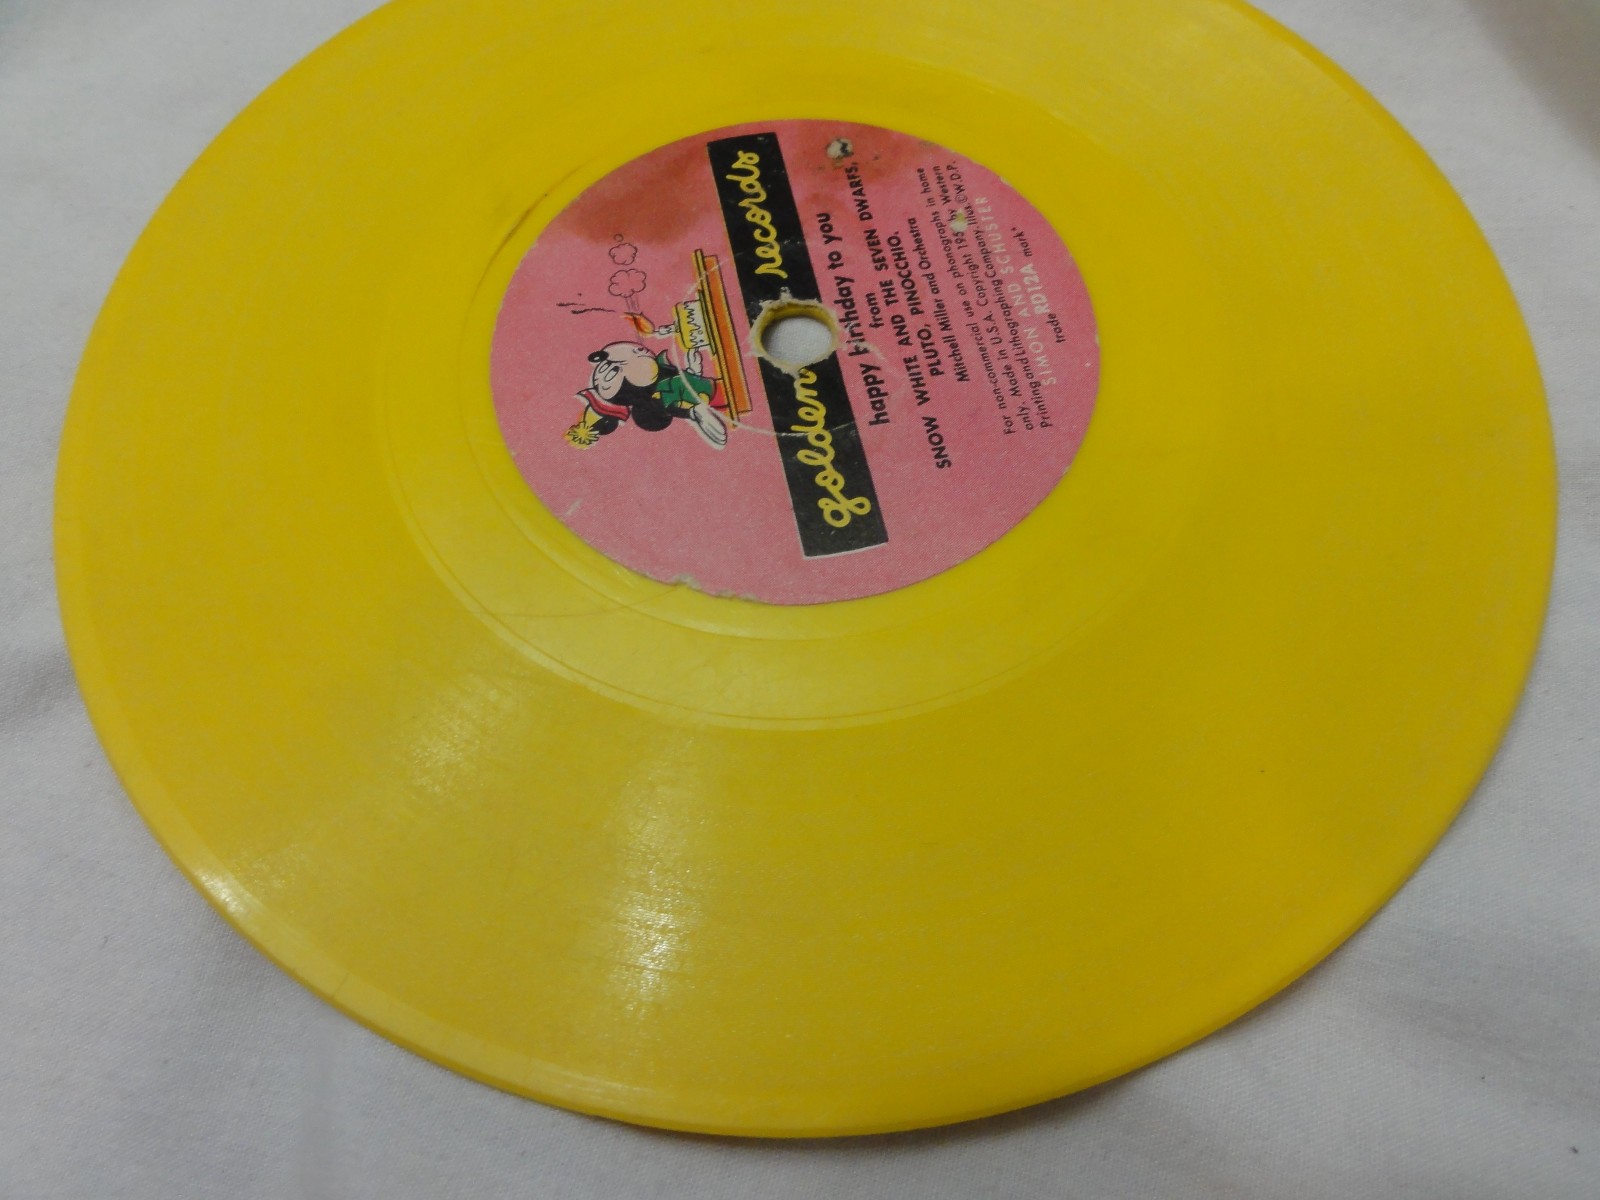 golden records
happy birthday to you
from
SNOW WHITE AND THE SEVEN DWARFS,
PLUTO, PINOCCHIO.
Mitchell Miller and Orchestra
For non-commercial use on phonographs in home
only. Made in U.S.A. Copyright by Western
Printing and Lithographing Company. Illus. © W.D.P.
SIMON AND SCHUSTER
RD12A
trade mark*